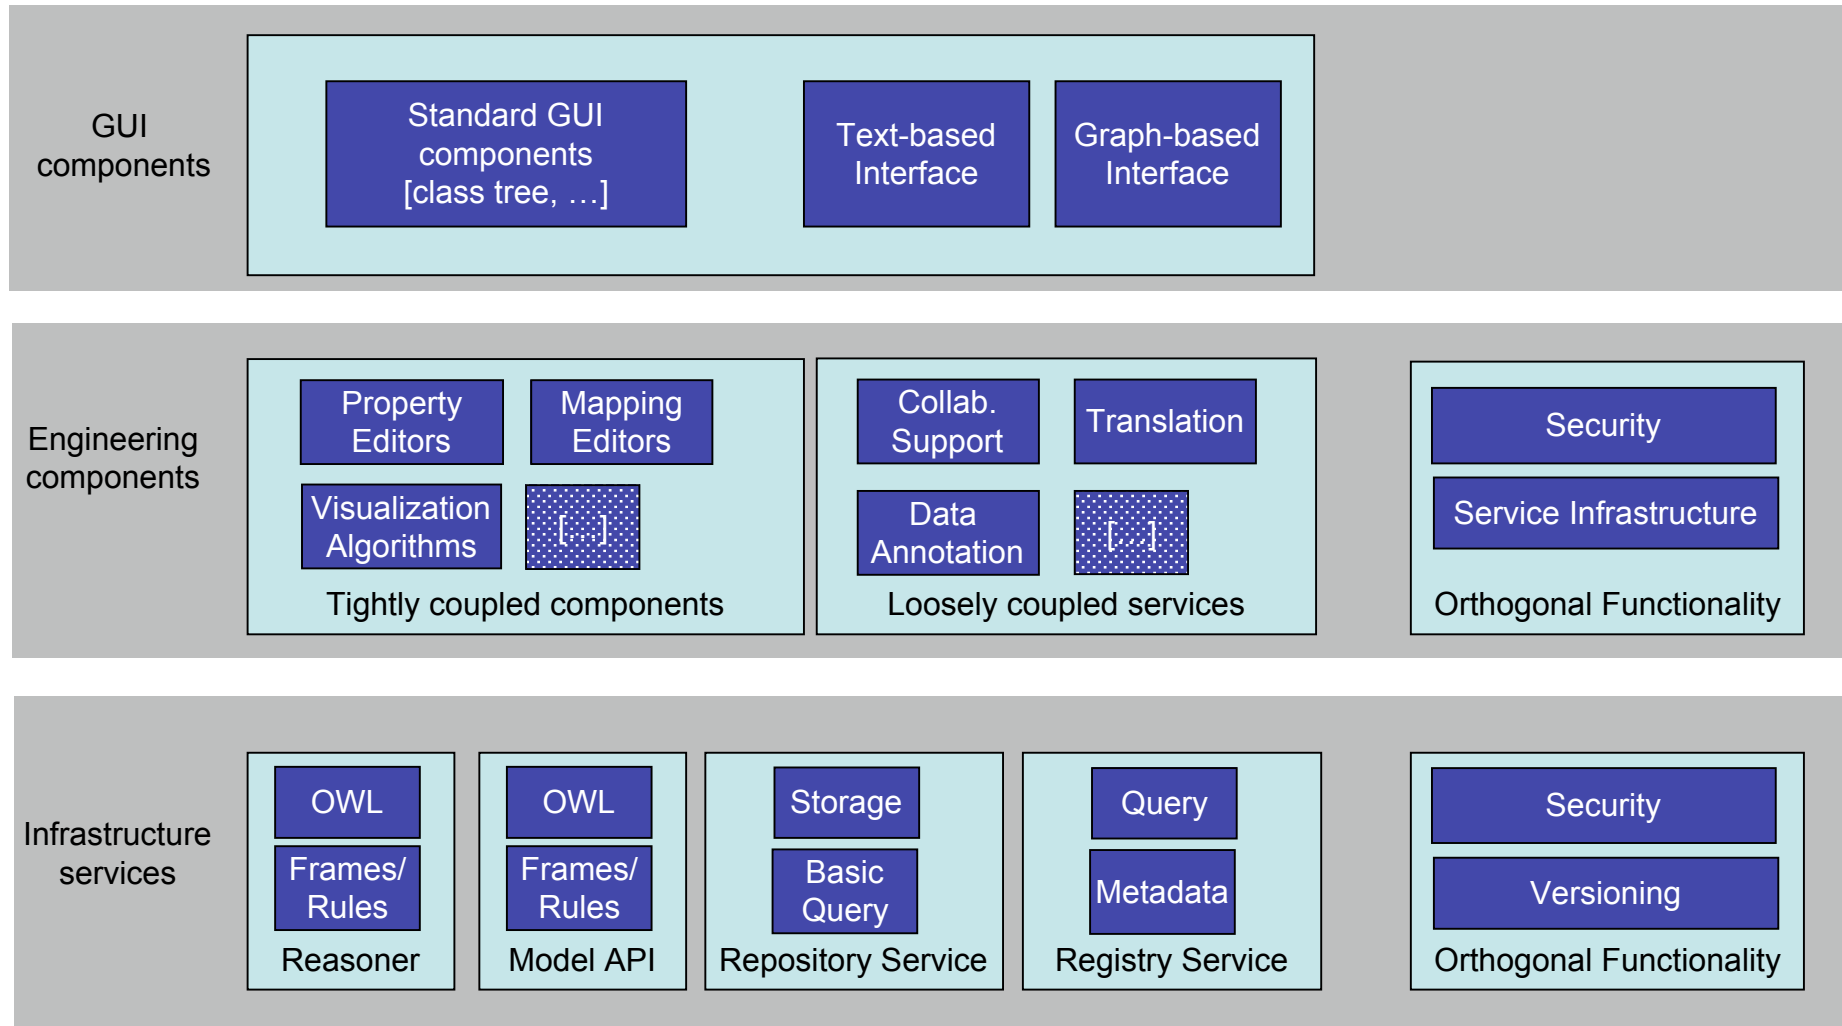 GUI
components
Standard GUI
components
[class tree, …]
Text-based
Interface
Graph-based
Interface
Engineering
components
Property
Editors
Mapping
Editors
Visualization
Algorithms
[…]
Tightly coupled components
Collab.
Support
Translation
Data
Annotation
[…]
Loosely coupled services
Security
Service Infrastructure
Orthogonal Functionality
Infrastructure
services
OWL
Frames/
Rules
Reasoner
OWL
Frames/
Rules
Model API
Storage
Basic
Query
Repository Service
Query
Metadata
Registry Service
Security
Versioning
Orthogonal Functionality